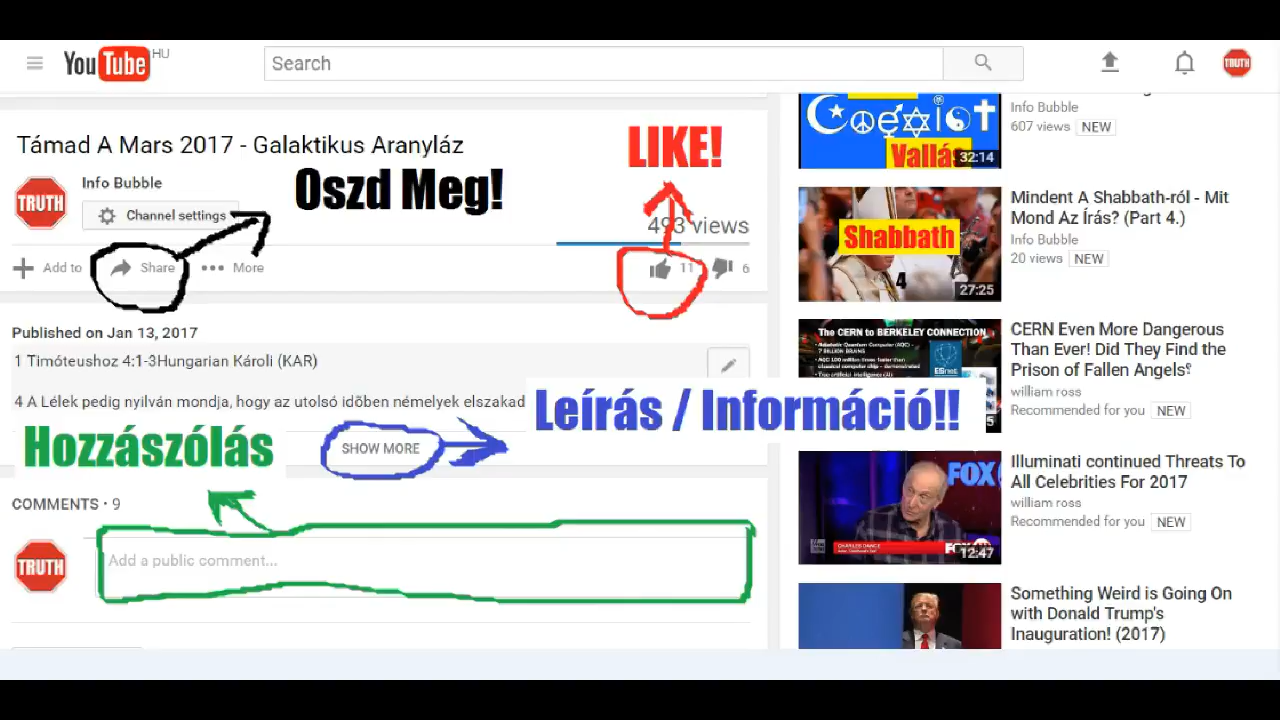 YouTube HU
Search
TRUTH
Támad A Mars 2017 - Galaktikus Aranyláz
LIKE!
TRUTH
Info Bubble
Channel settings
Oszd Meg!
493 views
Add to
Share
More
11
6
Published on Jan 13, 2017
1 Timóteushoz 4:1-3Hungarian Károli (KAR)
4 A Lélek pedig nyilván mondja, hogy az utolsó időben némelyek elszakad
Leírás / Információ!!
Hozzászólás
SHOW MORE
COMMENTS • 9
TRUTH
Add a public comment...
Coexist
Vallás
32:14
Info Bubble
607 views NEW
Shabbath
4
27:25
Mindent A Shabbath-ról - Mit
Mond Az Írás? (Part 4.)
Info Bubble
20 views NEW
The CERN to BERKELEY CONNECTION
ESnet
CERN Even More Dangerous
Than Ever! Did They Find the
Prison of Fallen Angels?
william ross
Recommended for you NEW
FOX
CHARLES DANCE
12:47
Illuminati continued Threats To
All Celebrities For 2017
william ross
Recommended for you NEW
Something Weird is Going On
with Donald Trump's
Inauguration! (2017)